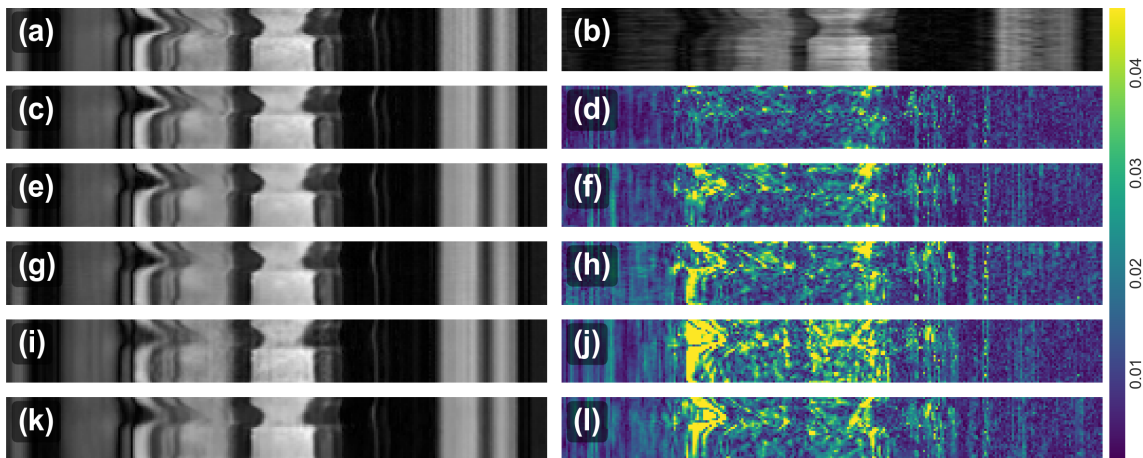 (a) (b)
(c) (d)
(e) (f)
(g) (h)
(i) (j)
(k) (l)
0.04
0.03
0.02
0.01